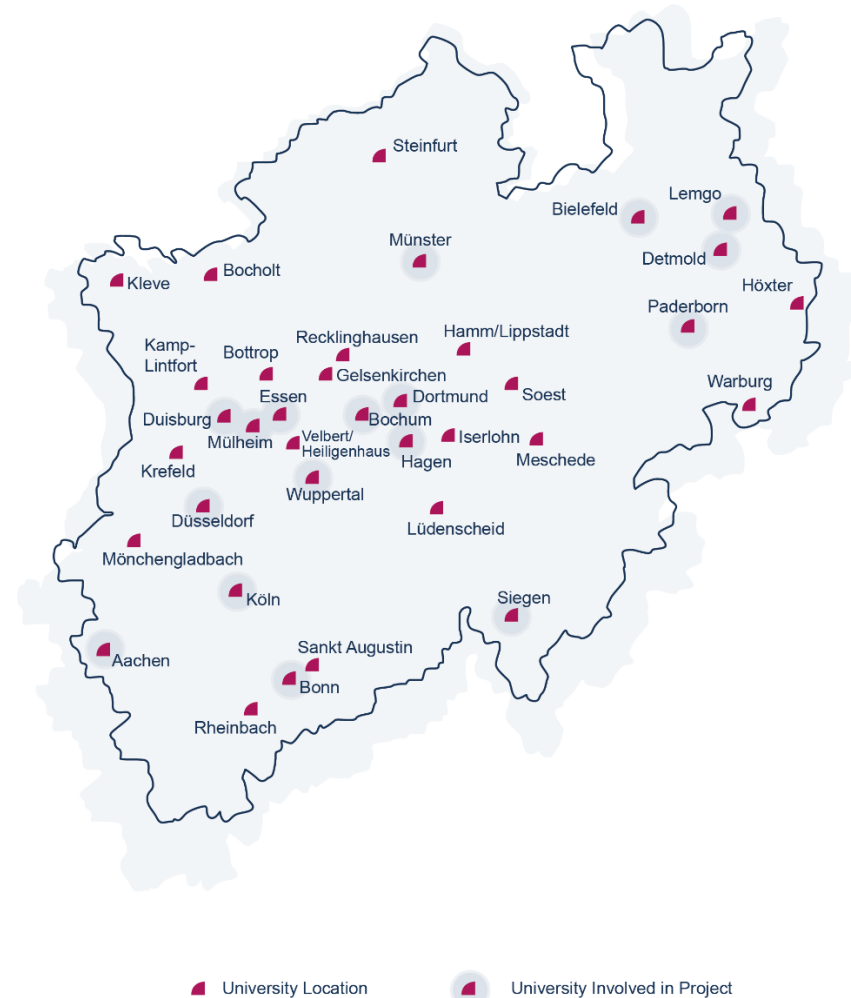 Steinfurt
Lemgo
Bielefeld
Münster
Detmold
Bocholt
Kleve
Höxter
Paderborn
Hamm/Lippstadt
Recklinghausen
Kamp-
Lintfort
Bottrop
Gelsenkirchen
Warburg
Soest
Essen
Dortmund
Duisburg
Bochum
Mülheim
Velbert/
Heiligenhaus
Iserlohn
Hagen
Meschede
Krefeld
Wuppertal
Düsseldorf
Lüdenscheid
Mönchengladbach
Siegen
Köln
Sankt Augustin
Aachen
Bonn
Rheinbach
University Location
University Involved in Project